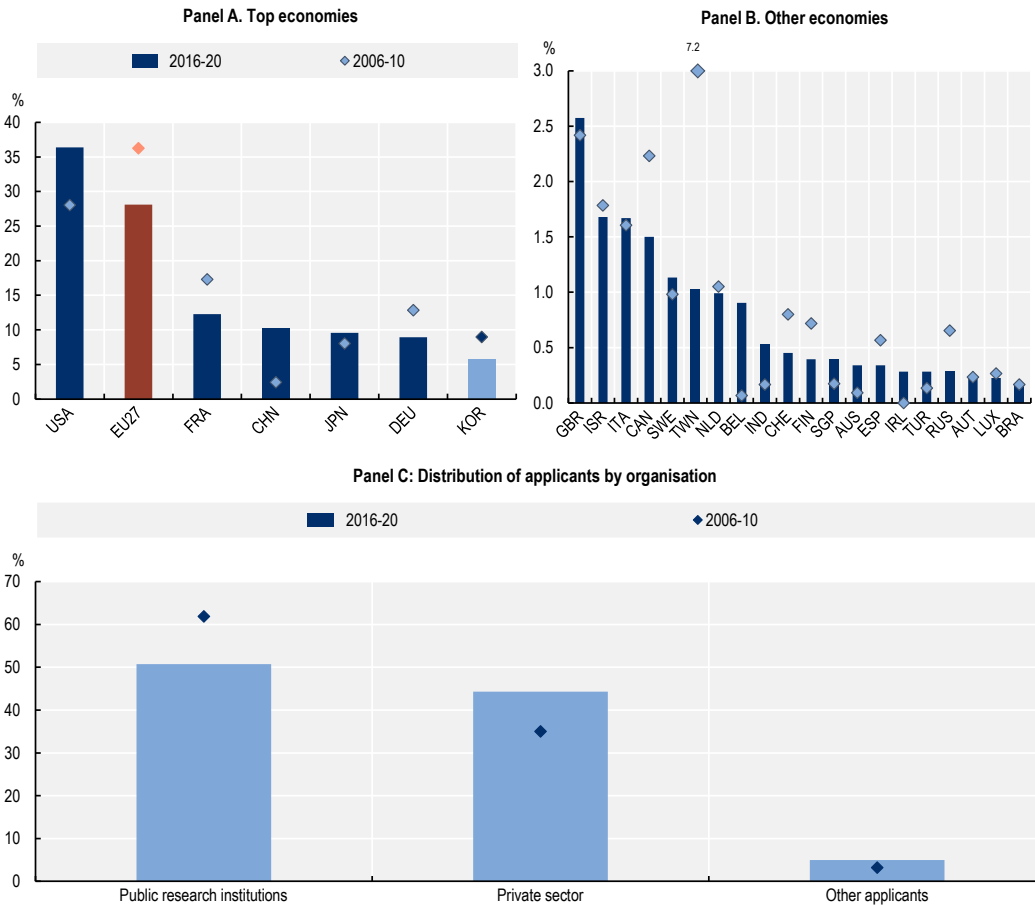 Panel A. Top economies
2016-20
2006-10
%
40
35
30
25
20
15
10
5
0
USA
EU27
FRA
CHN
JPN
DEU
KOR
Panel B. Other economies
7.2
%
3.0
2.5
2.0
1.5
1.0
0.5
0.0
GBR
ISR
ITA
CAN
SWE
TWN
NLD
BEL
IND
CHE
FIN
SGP
AUS
ESP
IRL
TUR
RUS
AUT
LUX
BRA
Panel C: Distribution of applicants by organisation
2016-20
2006-10
%
70
60
50
40
30
20
10
0
Public research institutions
Private sector
Other applicants